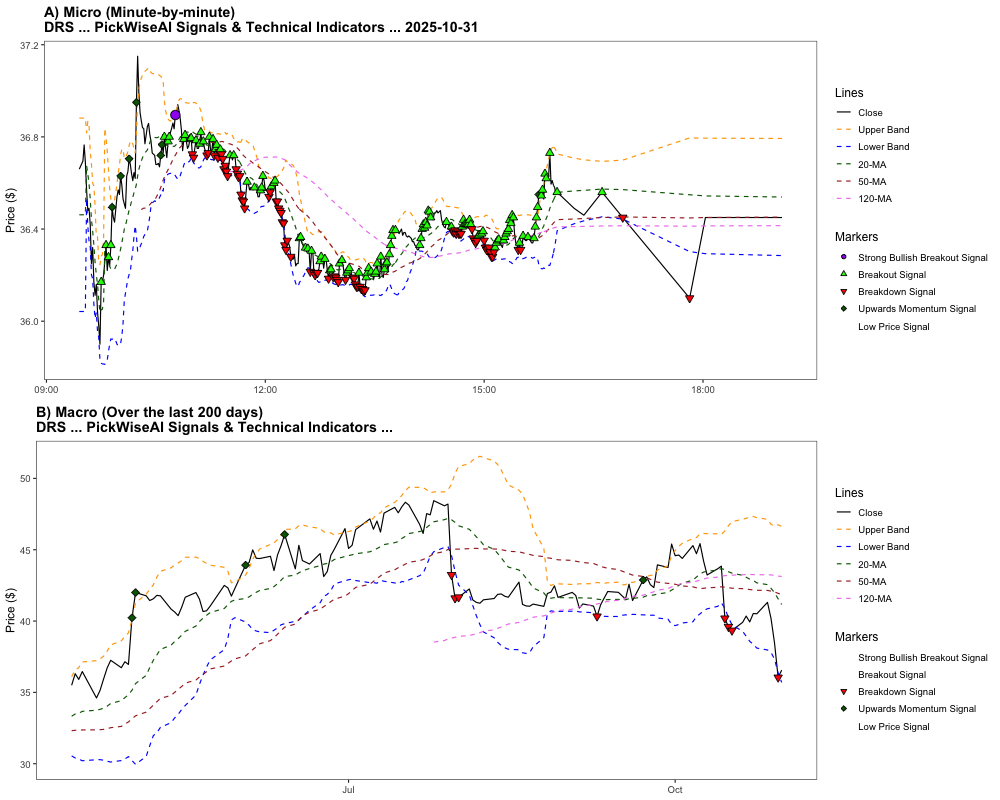 A) Micro (Minute-by-minute)
DRS ... PickWiseAI Signals & Technical Indicators ... 2025-10-31
37.2
36.8
36.4
36.0
Price ($)
09:00
12:00
15:00
18:00
Lines
Close
Upper Band
Lower Band
20-MA
50-MA
120-MA
Markers
Strong Bullish Breakout Signal
Breakout Signal
Breakdown Signal
Upwards Momentum Signal
Low Price Signal
B) Macro (Over the last 200 days)
DRS ... PickWiseAI Signals & Technical Indicators ...
50
45
40
35
30
Price ($)
Jul
Oct
Lines
Close
Upper Band
Lower Band
20-MA
50-MA
120-MA
Markers
Strong Bullish Breakout Signal
Breakout Signal
Breakdown Signal
Upwards Momentum Signal
Low Price Signal